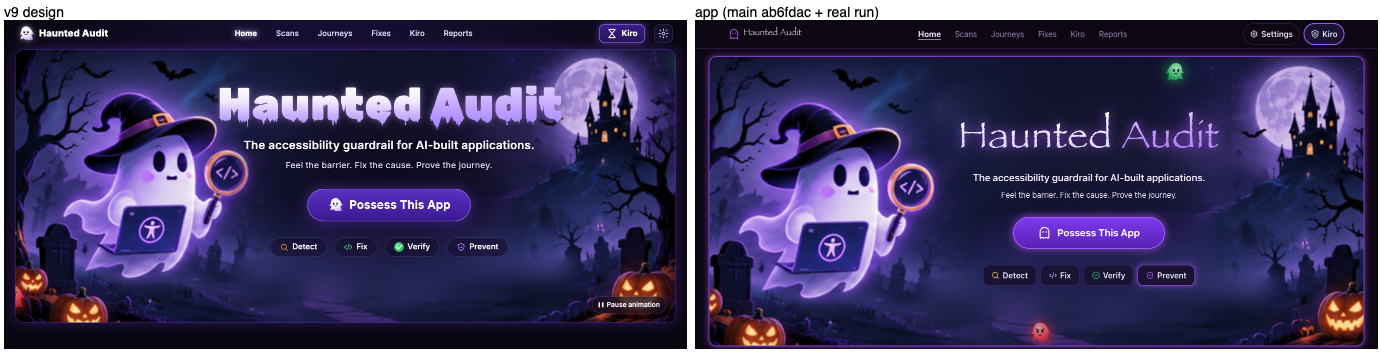 v9 design
Haunted Audit
Home Scans Journeys Fixes Kiro Reports
Kiro
Haunted Audit
The accessibility guardrail for AI-built applications.
Feel the barrier. Fix the cause. Prove the journey.
</>
Possess This App
Detect </> Fix Verify Prevent
Pause animation
app (main ab6fdac + real run)
Haunted Audit
Home Scans Journeys Fixes Kiro Reports
Settings Kiro
Haunted Audit
The accessibility guardrail for AI-built applications.
Feel the barrier. Fix the cause. Prove the journey.
</>
Possess This App
Detect </> Fix Verify Prevent